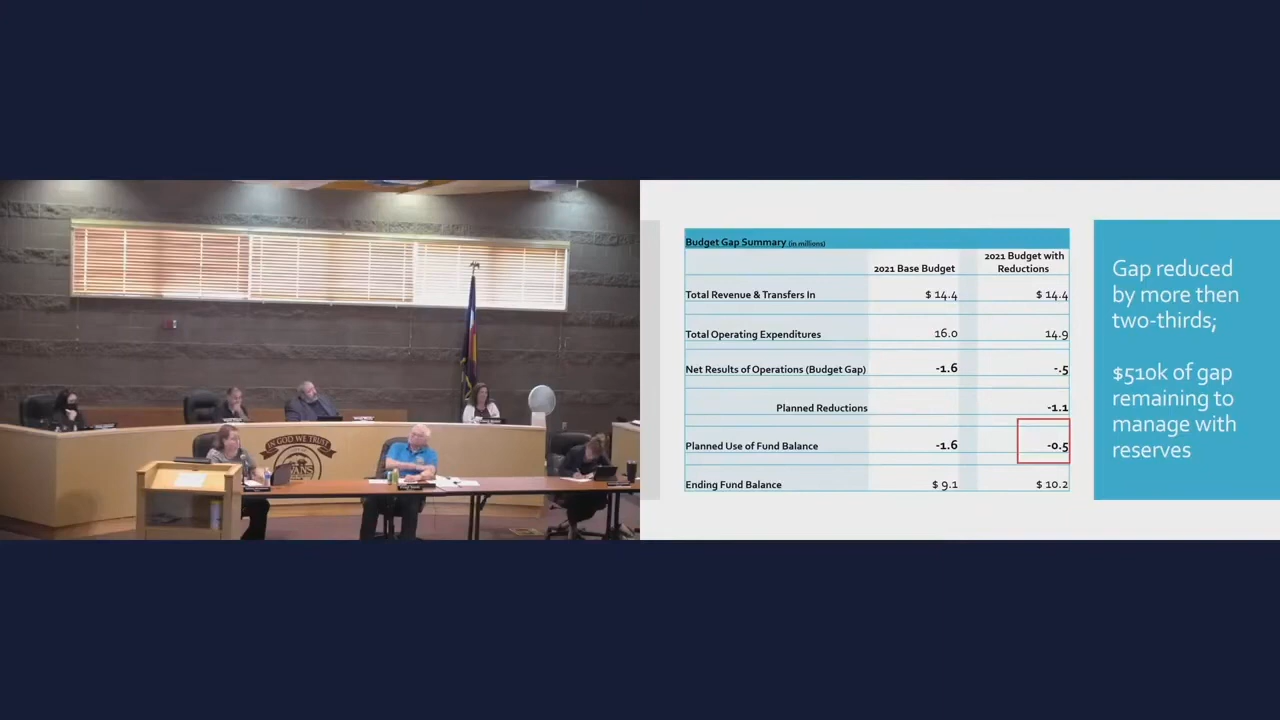 IN GOD WE TRUST
Budget Gap Summary (in millions)
2021 Base Budget
2021 Budget with
Reductions
Total Revenue & Transfers In $ 14.4 $ 14.4
Total Operating Expenditures 16.0 14.9
Net Results of Operations (Budget Gap) -1.6 -.5
Planned Reductions -1.1
Planned Use of Fund Balance -1.6 -0.5
Ending Fund Balance $ 9.1 $ 10.2
Gap reduced
by more then
two-thirds;
$510k of gap
remaining to
manage with
reserves